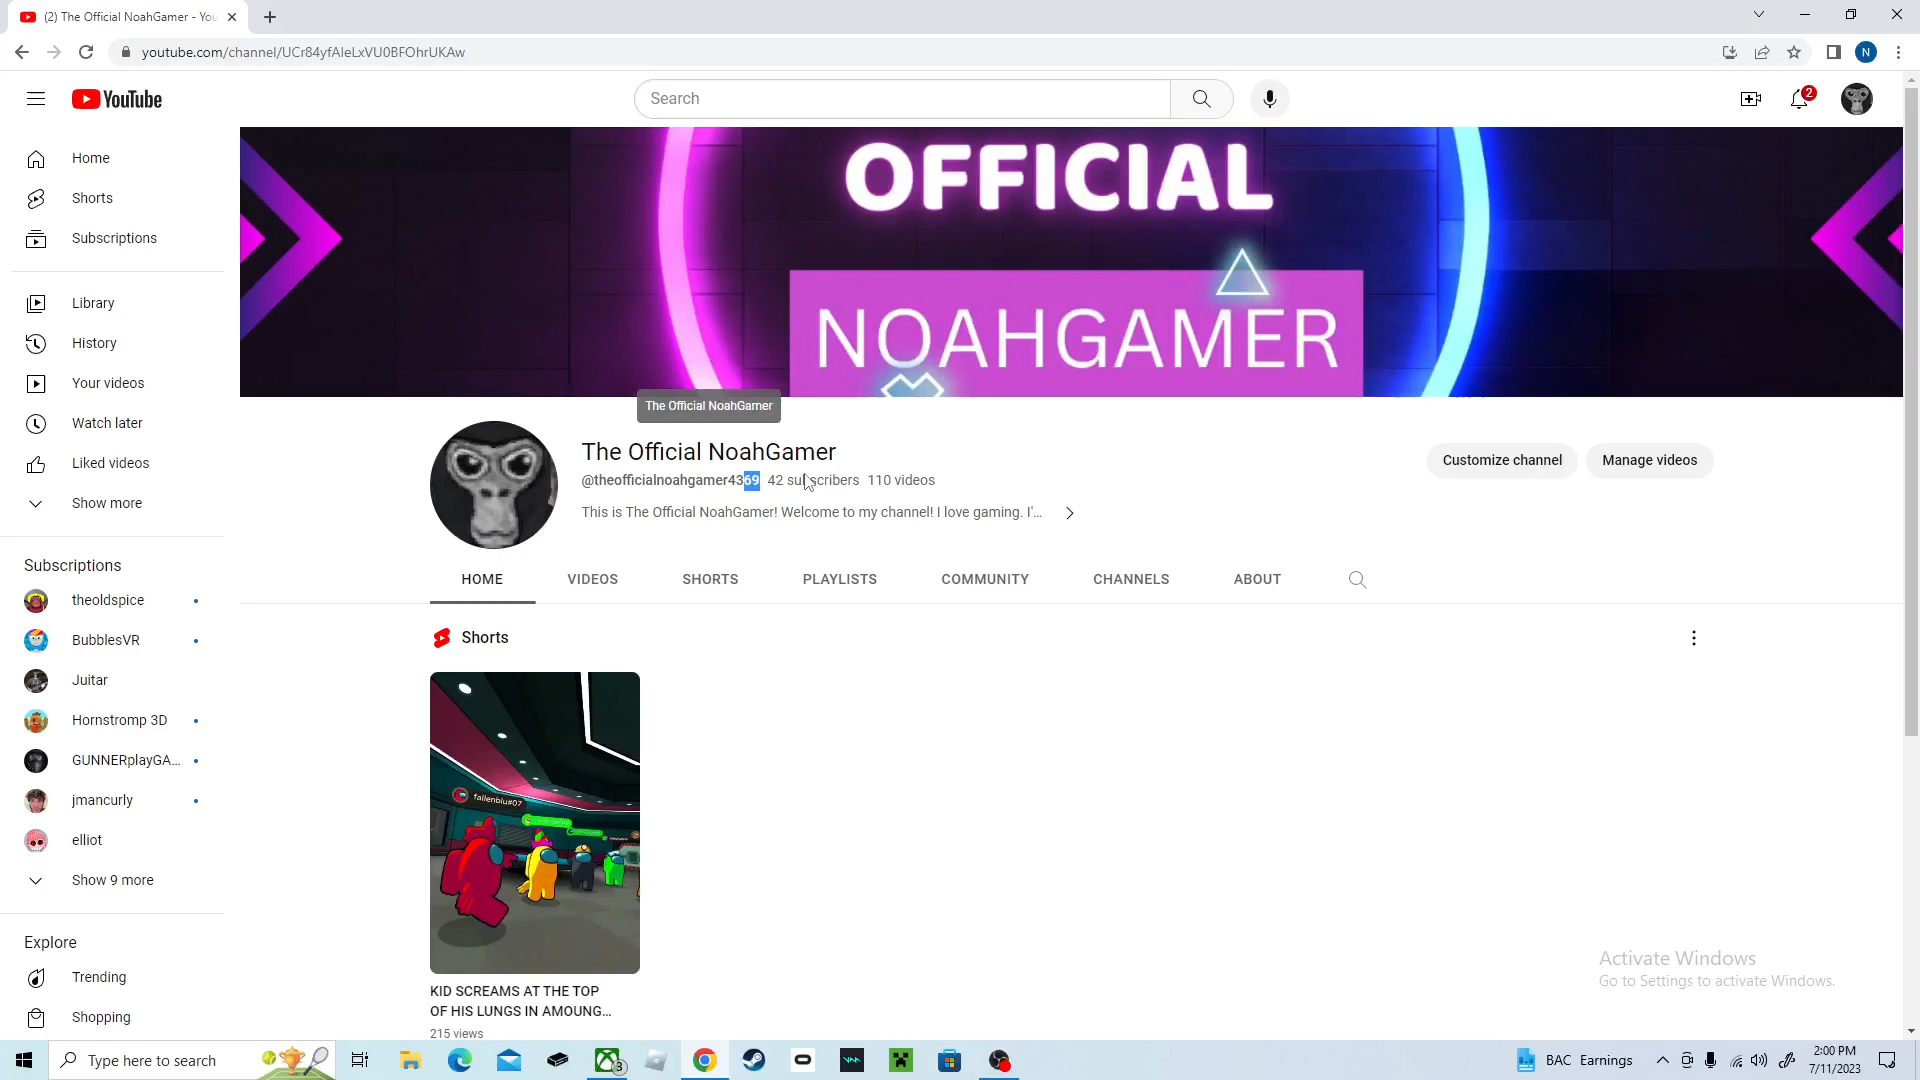 (2) The Official NoahGamer - You
youtube.com/channel/UCr84yfAleLxVU0BFOhrUKAw
N
YouTube
Search
2
Home
Shorts
Subscriptions
Library
History
Your videos
Watch later
Liked videos
Show more
Subscriptions
theoldspice
BubblesVR
Juitar
Hornstromp 3D
GUNNERplayGA...
jmancurly
elliot
Show 9 more
Explore
Trending
Shopping
OFFICIAL
NOAHGAMER
The Official NoahGamer
The Official NoahGamer
@theofficialnoahgamer4369 42 subscribers 110 videos
This is The Official NoahGamer! Welcome to my channel! I love gaming. I'...
Customize channel
Manage videos
HOME VIDEOS SHORTS PLAYLISTS COMMUNITY CHANNELS ABOUT
Shorts
fallenblu#07
KID SCREAMS AT THE TOP
OF HIS LUNGS IN AMOUNG...
215 views
Activate Windows
Go to Settings to activate Windows.
Type here to search
3
BAC Earnings
2:00 PM
7/11/2023